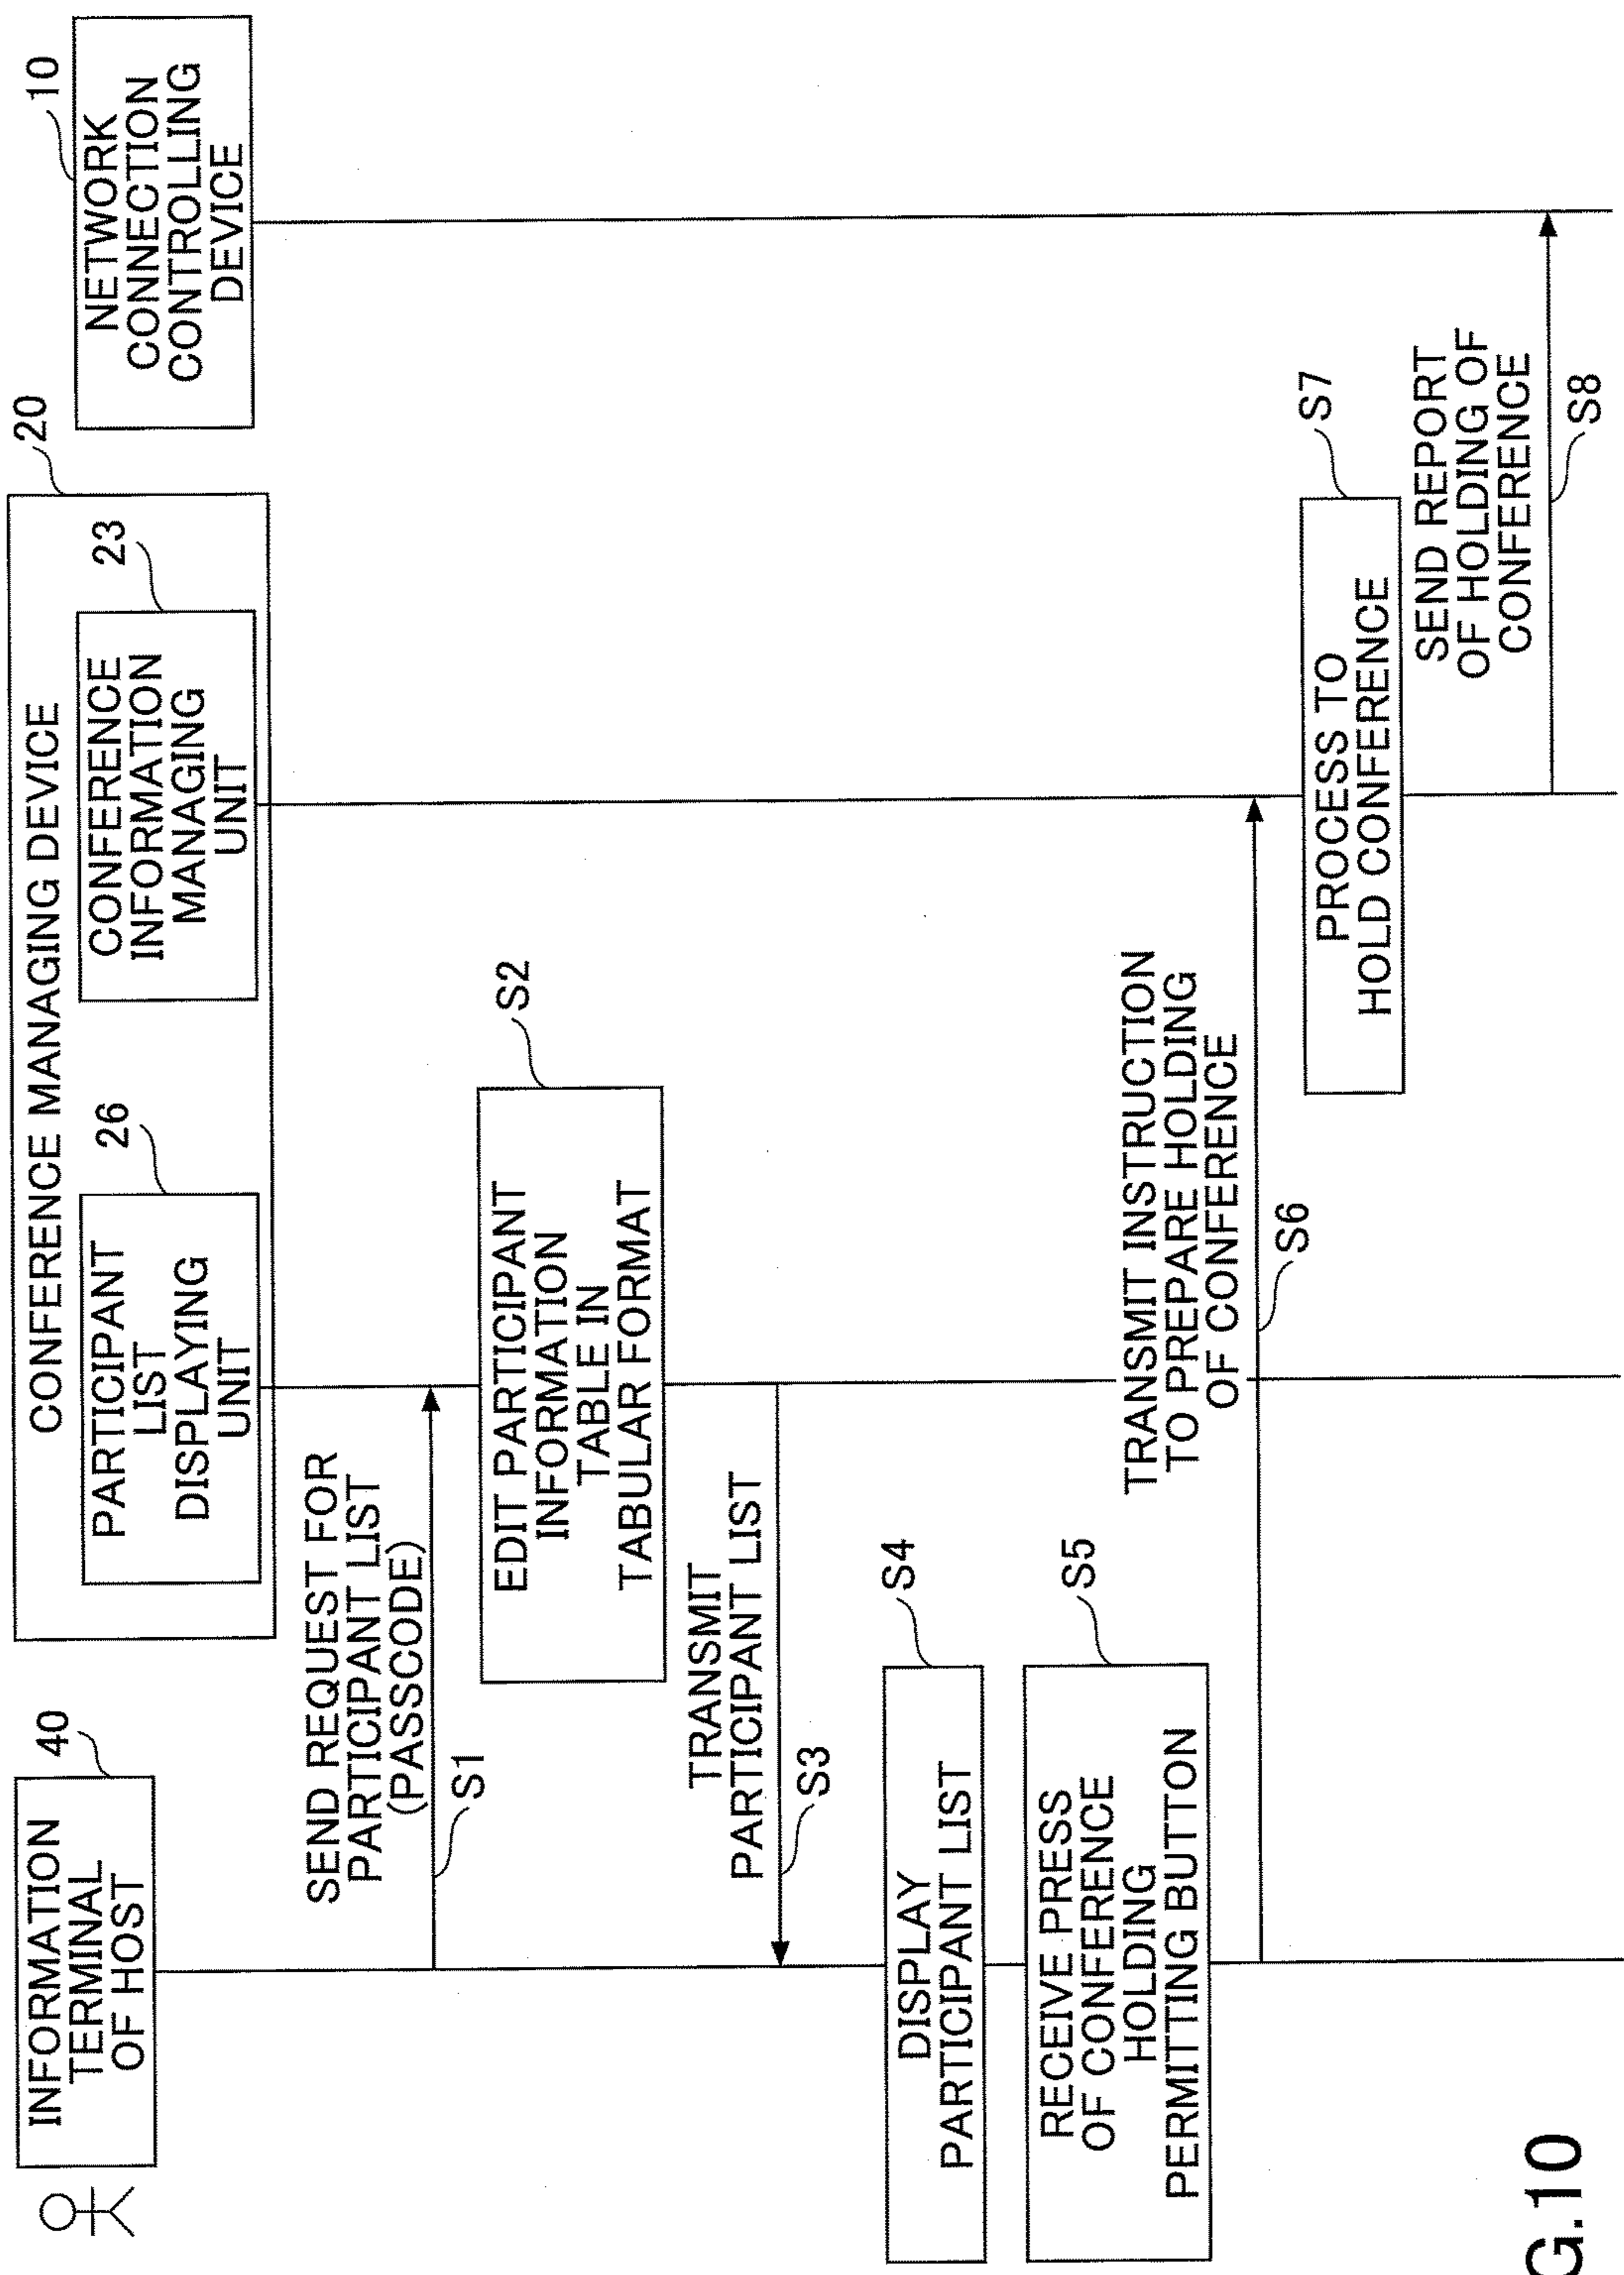 INFORMATION
TERMINAL
OF HOST
40
CONFERENCE MANAGING DEVICE
20
PARTICIPANT
LIST
DISPLAYING
UNIT
26
CONFERENCE
INFORMATION
MANAGING
UNIT
23
NETWORK
CONNECTION
CONTROLLING
DEVICE
10
SEND REQUEST FOR
PARTICIPANT LIST
(PASSCODE)
S1
EDIT PARTICIPANT
INFORMATION
TABLE IN
TABULAR FORMAT
S2
TRANSMIT
PARTICIPANT LIST
S3
DISPLAY
PARTICIPANT LIST
S4
RECEIVE PRESS
OF CONFERENCE
HOLDING
PERMITTING BUTTON
S5
TRANSMIT INSTRUCTION
TO PREPARE HOLDING
OF CONFERENCE
S6
PROCESS TO
HOLD CONFERENCE
S7
SEND REPORT
OF HOLDING OF
CONFERENCE
S8
G.10